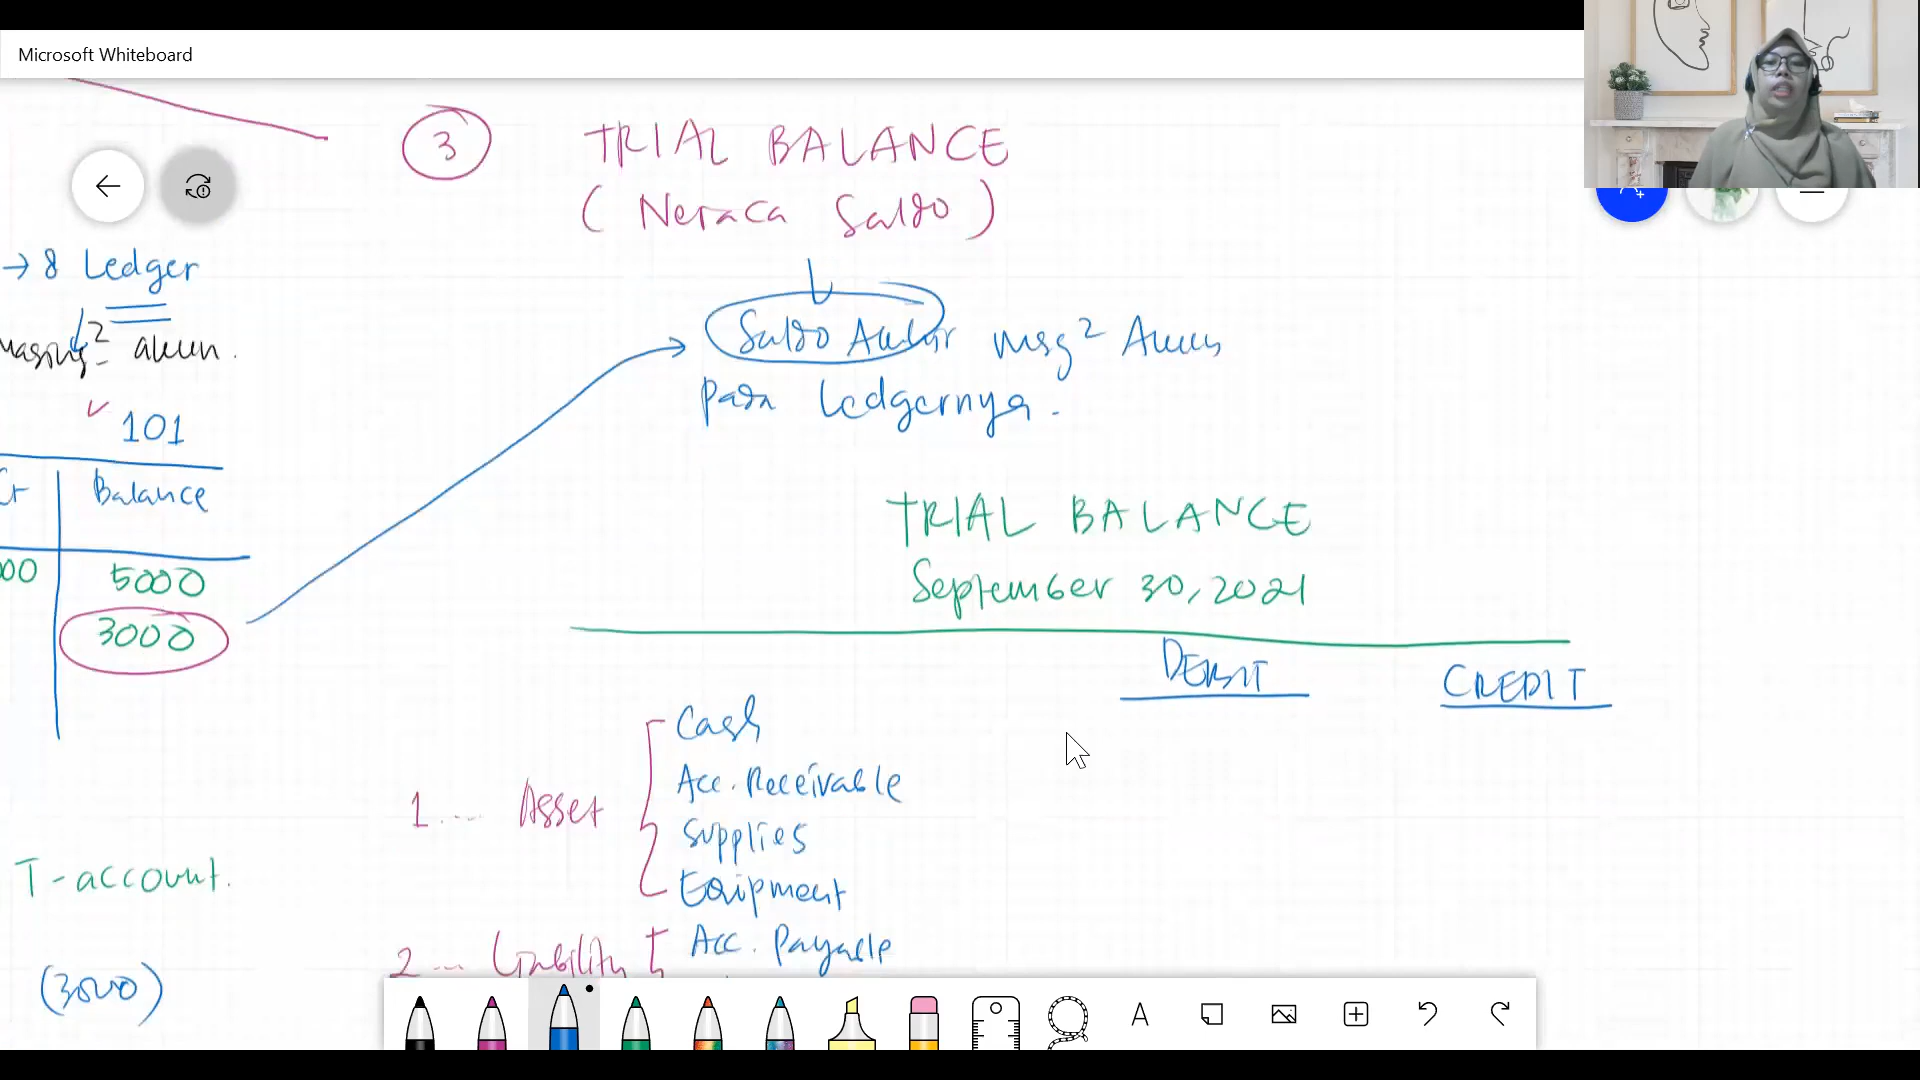 Microsoft Whiteboard
3 TRIAL BALANCE
(Neraca Saldo)
→ 8 Ledger
masing² akun.
Saldo Akhir msg² Akun
pada Ledgernya.
101
Cr Balance
00 5000
3000
TRIAL BALANCE
September 30, 2021
DEBIT CREDIT
Cash
Acc. Receivable
1.... Asset
Supplies
Equipment
T-account.
2... Liability Acc. Payable
(3000)
A